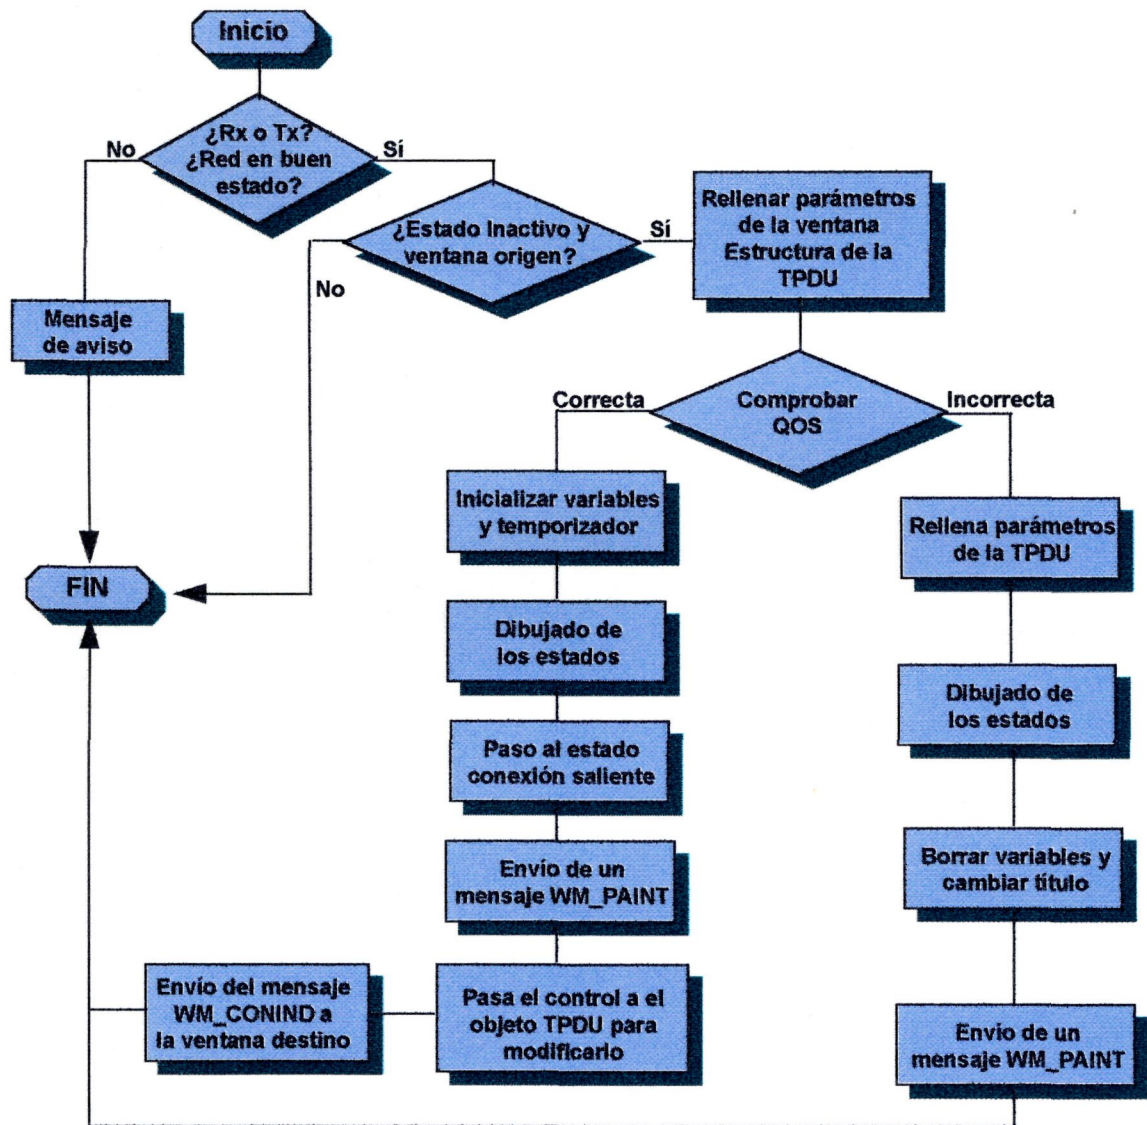 Inicio
¿Rx o Tx?
¿Red en buen
estado?
No
Sí
¿Estado Inactivo y
ventana origen?
No
Sí
Rellenar parámetros
de la ventana
Estructura de la
TPDU
Mensaje
de aviso
FIN
Comprobar
QOS
Correcta
Incorrecta
Inicializar variables
y temporizador
Dibujado de
los estados
Paso al estado
conexión saliente
Envío de un
mensaje WM_PAINT
Pasa el control a el
objeto TPDU para
modificarlo
Envío del mensaje
WM_CONIND a
la ventana destino
Rellena parámetros
de la TPDU
Dibujado de
los estados
Borrar variables y
cambiar título
Envío de un
mensaje WM_PAINT